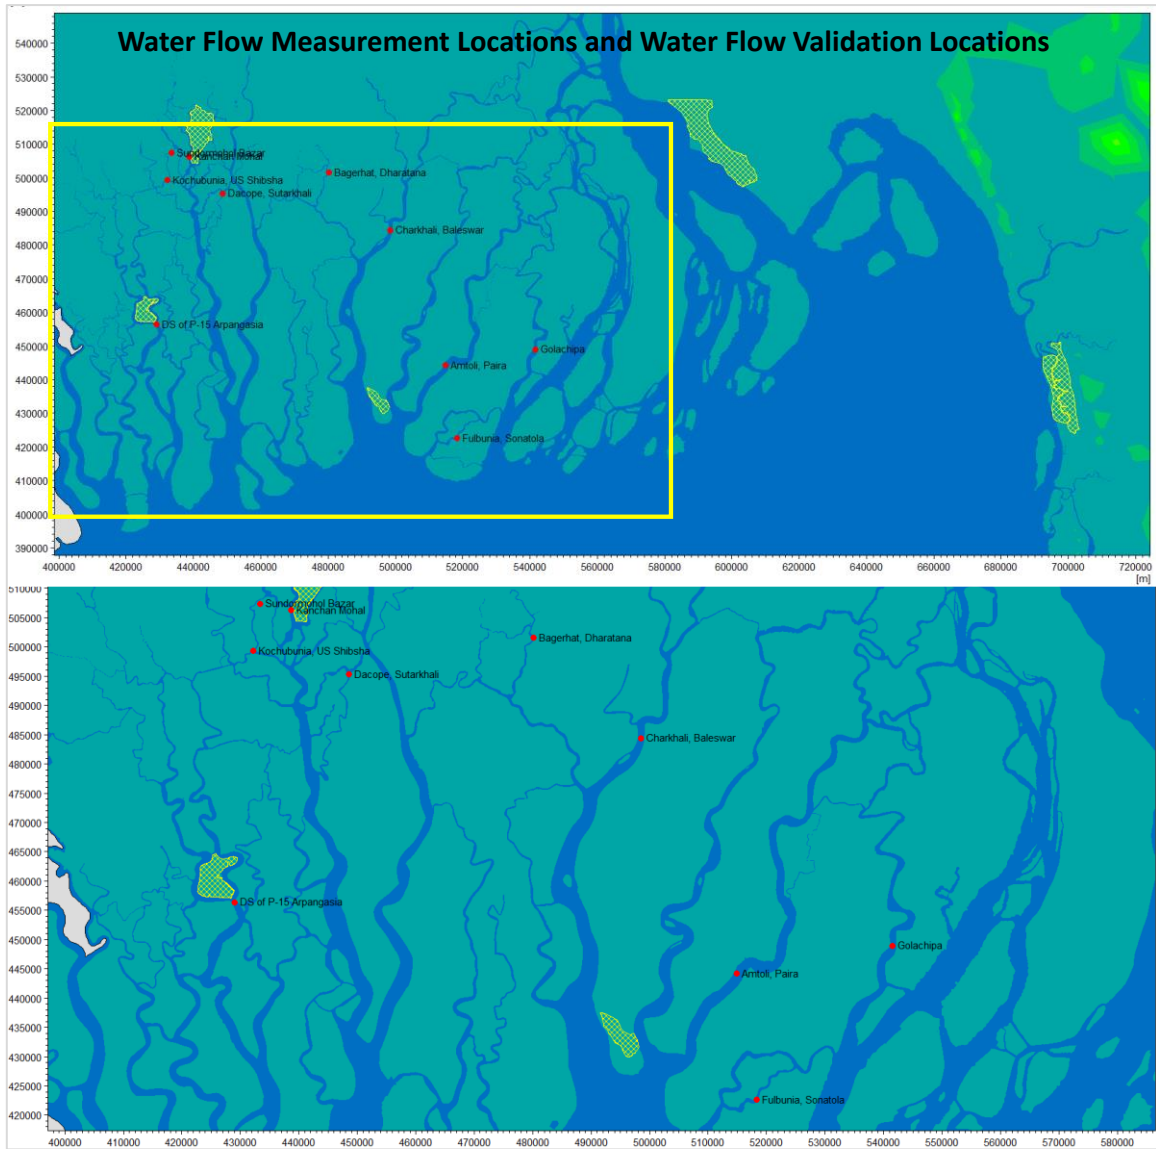 Water Flow Measurement Locations and Water Flow Validation Locations
540000
530000
520000
510000
500000
490000
480000
470000
460000
450000
440000
430000
420000
410000
400000
390000
Sundormohol Bazar
Kanchan Mohal
Kochubunia, US Shibsha
Dacope, Sutarkhali
Bagerhat, Dharatana
Charkhali, Baleswar
DS of P-15 Arpangasia
Golachipa
Amtoli, Paira
Fulbunia, Sonatola
400000 420000 440000 460000 480000 500000 520000 540000 560000 580000 600000 620000 640000 660000 680000 700000 720000
[m]
510000
505000
500000
495000
490000
485000
480000
475000
470000
465000
460000
455000
450000
445000
440000
435000
430000
425000
420000
Sundormohol Bazar
Kanchan Mohal
Bagerhat, Dharatana
Kochubunia, US Shibsha
Dacope, Sutarkhali
Charkhali, Baleswar
DS of P-15 Arpangasia
Golachipa
Amtoli, Paira
Fulbunia, Sonatola
400000 410000 420000 430000 440000 450000 460000 470000 480000 490000 500000 510000 520000 530000 540000 550000 560000 570000 580000